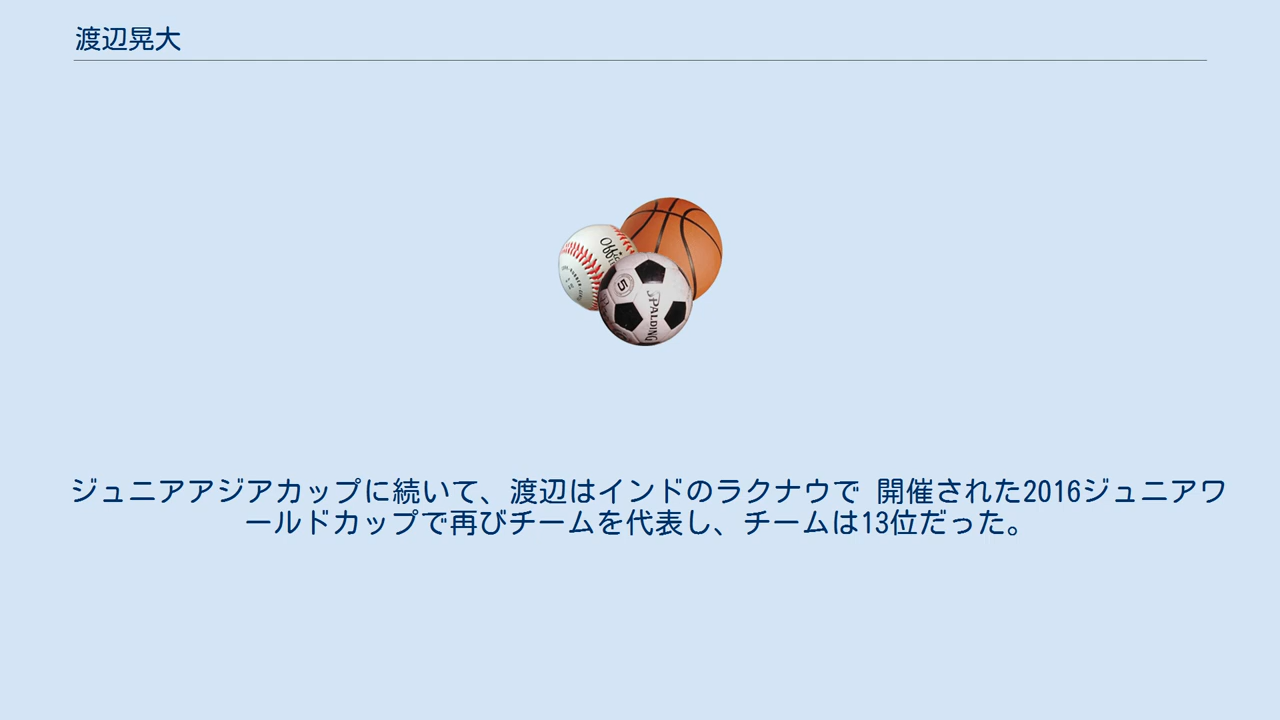 渡辺晃大
Offic
5
SPALDING
ジュニアアジアカップに続いて、渡辺はインドのラクナウで 開催された2016ジュニアワ
ールドカップで再びチームを代表し、チームは13位だった。